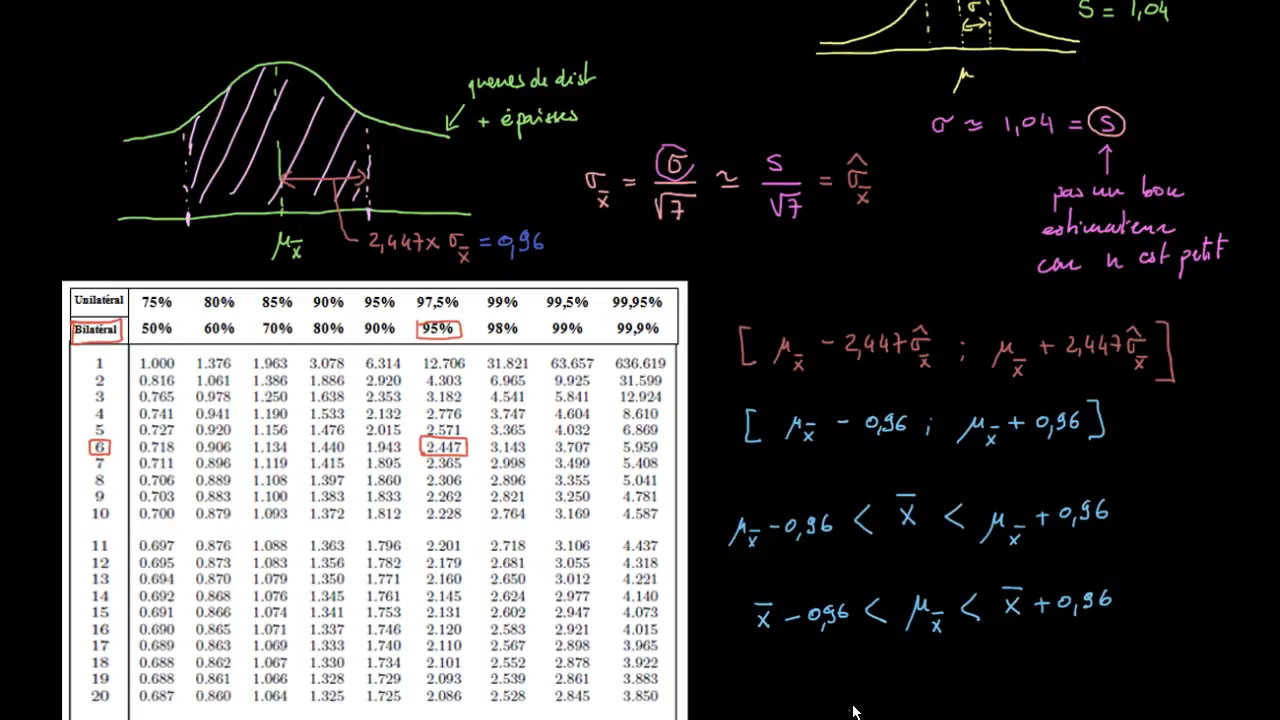 S = 1,04
σ
μ
queues de dist
+ épaisses
σ ≃ 1,04 = S
σx̄ = σ/√7 ≃ S/√7 = σ̂x̄
pas un bon
estimateur
car n est petit
μx̄
2,447× σx̄ = 0,96
[ μx̄ − 2,447 σ̂x̄ ; μx̄ + 2,447 σ̂x̄ ]
[ μx̄ − 0,96 ; μx̄ + 0,96 ]
μx̄ − 0,96 < x̄ < μx̄ + 0,96
x̄ − 0,96 < μx̄ < x̄ + 0,96
Unilatéral 75% 80% 85% 90% 95% 97,5% 99% 99,5% 99,95%
Bilatéral 50% 60% 70% 80% 90% 95% 98% 99% 99,9%
1 1.000 1.376 1.963 3.078 6.314 12.706 31.821 63.657 636.619
2 0.816 1.061 1.386 1.886 2.920 4.303 6.965 9.925 31.599
3 0.765 0.978 1.250 1.638 2.353 3.182 4.541 5.841 12.924
4 0.741 0.941 1.190 1.533 2.132 2.776 3.747 4.604 8.610
5 0.727 0.920 1.156 1.476 2.015 2.571 3.365 4.032 6.869
6 0.718 0.906 1.134 1.440 1.943 2.447 3.143 3.707 5.959
7 0.711 0.896 1.119 1.415 1.895 2.365 2.998 3.499 5.408
8 0.706 0.889 1.108 1.397 1.860 2.306 2.896 3.355 5.041
9 0.703 0.883 1.100 1.383 1.833 2.262 2.821 3.250 4.781
10 0.700 0.879 1.093 1.372 1.812 2.228 2.764 3.169 4.587
11 0.697 0.876 1.088 1.363 1.796 2.201 2.718 3.106 4.437
12 0.695 0.873 1.083 1.356 1.782 2.179 2.681 3.055 4.318
13 0.694 0.870 1.079 1.350 1.771 2.160 2.650 3.012 4.221
14 0.692 0.868 1.076 1.345 1.761 2.145 2.624 2.977 4.140
15 0.691 0.866 1.074 1.341 1.753 2.131 2.602 2.947 4.073
16 0.690 0.865 1.071 1.337 1.746 2.120 2.583 2.921 4.015
17 0.689 0.863 1.069 1.333 1.740 2.110 2.567 2.898 3.965
18 0.688 0.862 1.067 1.330 1.734 2.101 2.552 2.878 3.922
19 0.688 0.861 1.066 1.328 1.729 2.093 2.539 2.861 3.883
20 0.687 0.860 1.064 1.325 1.725 2.086 2.528 2.845 3.850